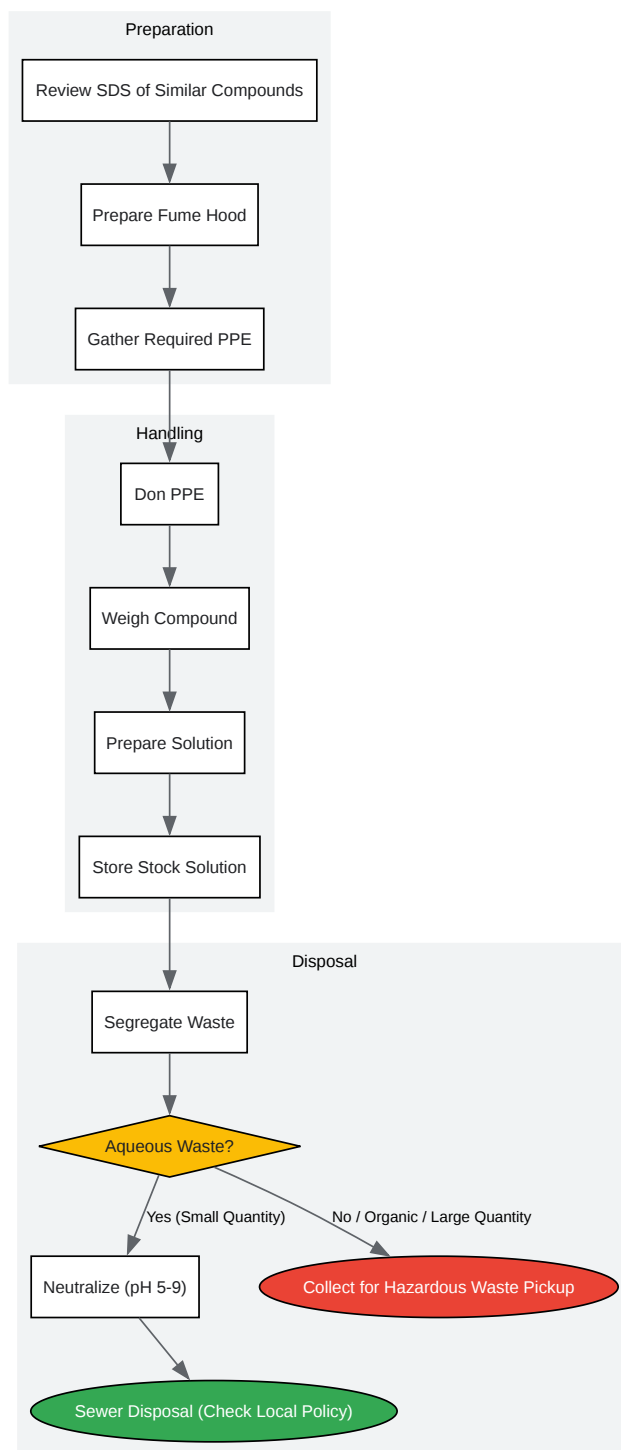 Preparation
Review SDS of Similar Compounds
Prepare Fume Hood
Gather Required PPE
Handling
Don PPE
Weigh Compound
Prepare Solution
Store Stock Solution
Disposal
Segregate Waste
Aqueous Waste?
Yes (Small Quantity)
No / Organic / Large Quantity
Neutralize (pH 5-9)
Collect for Hazardous Waste Pickup
Sewer Disposal (Check Local Policy)